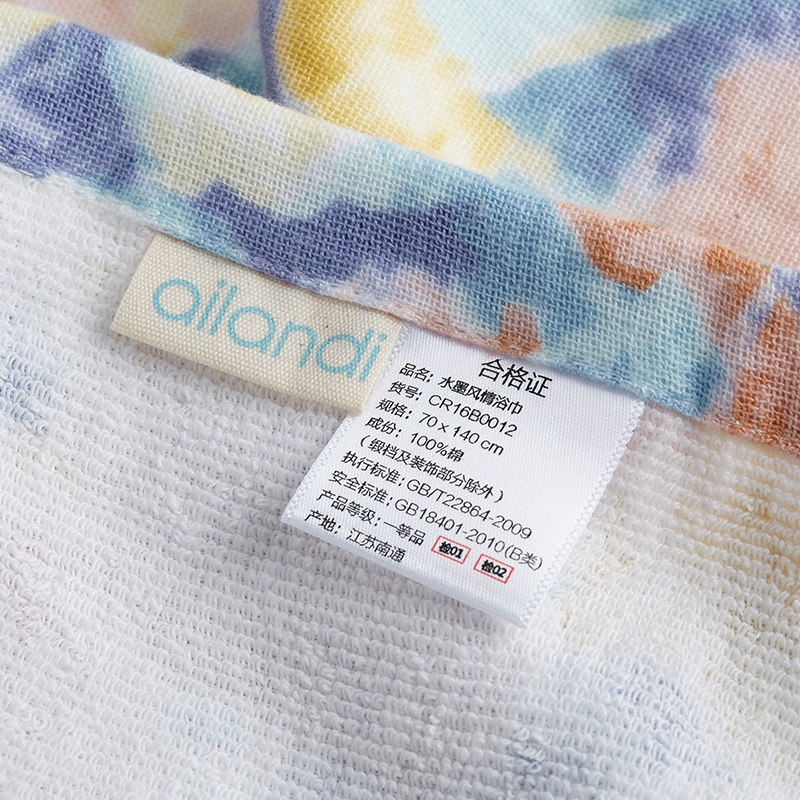 ailandi
合格证
品名：水墨风情浴巾
货号：CR16B0012
规格：70 x 140 cm
成份：100%棉
（缎档及装饰部分除外）
执行标准：GB/T22864-2009
安全标准：GB18401-2010(B类)
产品等级：一等品 检01 检02
产地：江苏南通